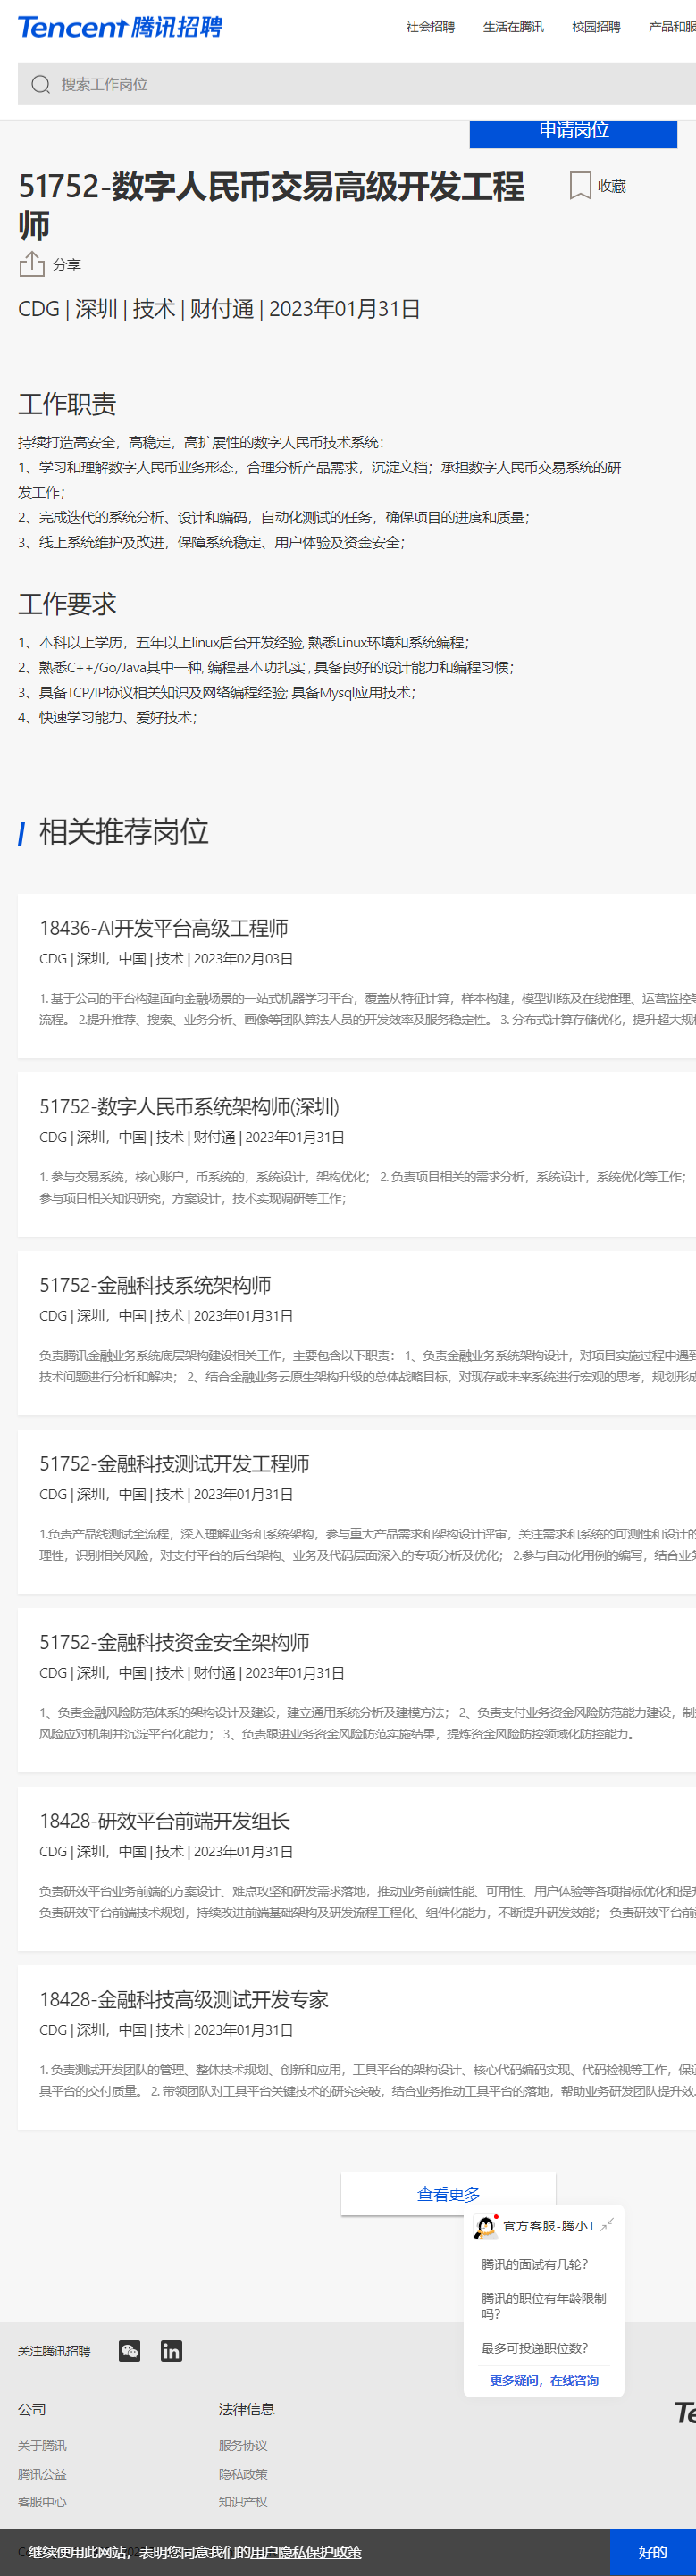 Tencent 腾讯招聘
社会招聘 生活在腾讯 校园招聘 产品和服
搜索工作岗位
申请岗位
51752-数字人民币交易高级开发工程
师
收藏
分享
CDG | 深圳 | 技术 | 财付通 | 2023年01月31日
工作职责
持续打造高安全，高稳定，高扩展性的数字人民币技术系统：
1、学习和理解数字人民币业务形态，合理分析产品需求，沉淀文档；承担数字人民币交易系统的研
发工作；
2、完成迭代的系统分析、设计和编码，自动化测试的任务，确保项目的进度和质量；
3、线上系统维护及改进，保障系统稳定、用户体验及资金安全；
工作要求
1、本科以上学历，五年以上linux后台开发经验, 熟悉Linux环境和系统编程；
2、熟悉C++/Go/Java其中一种, 编程基本功扎实 , 具备良好的设计能力和编程习惯；
3、具备TCP/IP协议相关知识及网络编程经验; 具备Mysql应用技术；
4、快速学习能力、爱好技术；
相关推荐岗位
18436-AI开发平台高级工程师
CDG | 深圳，中国 | 技术 | 2023年02月03日
1. 基于公司的平台构建面向金融场景的一站式机器学习平台，覆盖从特征计算，样本构建，模型训练及在线推理、运营监控等
流程。 2.提升推荐、搜索、业务分析、画像等团队算法人员的开发效率及服务稳定性。 3. 分布式计算存储优化，提升超大规模
51752-数字人民币系统架构师(深圳)
CDG | 深圳，中国 | 技术 | 财付通 | 2023年01月31日
1. 参与交易系统，核心账户，币系统的，系统设计，架构优化； 2. 负责项目相关的需求分析，系统设计，系统优化等工作；
参与项目相关知识研究，方案设计，技术实现调研等工作；
51752-金融科技系统架构师
CDG | 深圳，中国 | 技术 | 2023年01月31日
负责腾讯金融业务系统底层架构建设相关工作，主要包含以下职责： 1、负责金融业务系统架构设计，对项目实施过程中遇到
技术问题进行分析和解决； 2、结合金融业务云原生架构升级的总体战略目标，对现存或未来系统进行宏观的思考，规划形成
51752-金融科技测试开发工程师
CDG | 深圳，中国 | 技术 | 2023年01月31日
1.负责产品线测试全流程，深入理解业务和系统架构，参与重大产品需求和架构设计评审，关注需求和系统的可测性和设计的
理性，识别相关风险，对支付平台的后台架构、业务及代码层面深入的专项分析及优化； 2.参与自动化用例的编写，结合业务
51752-金融科技资金安全架构师
CDG | 深圳，中国 | 技术 | 财付通 | 2023年01月31日
1、负责金融风险防范体系的架构设计及建设，建立通用系统分析及建模方法； 2、负责支付业务资金风险防范能力建设，制
风险应对机制并沉淀平台化能力； 3、负责跟进业务资金风险防范实施结果，提炼资金风险防控领域化防控能力。
18428-研效平台前端开发组长
CDG | 深圳，中国 | 技术 | 2023年01月31日
负责研效平台业务前端的方案设计、难点攻坚和研发需求落地，推动业务前端性能、可用性、用户体验等各项指标优化和提升
负责研效平台前端技术规划，持续改进前端基础架构及研发流程工程化、组件化能力，不断提升研发效能； 负责研效平台前
18428-金融科技高级测试开发专家
CDG | 深圳，中国 | 技术 | 2023年01月31日
1. 负责测试开发团队的管理、整体技术规划、创新和应用，工具平台的架构设计、核心代码编码实现、代码检视等工作，保证
具平台的交付质量。 2. 带领团队对工具平台关键技术的研究突破，结合业务推动工具平台的落地，帮助业务研发团队提升效
查看更多
官方客服-腾小T
腾讯的面试有几轮？
腾讯的职位有年龄限制
吗？
最多可投递职位数？
更多疑问，在线咨询
关注腾讯招聘
公司 法律信息
关于腾讯 服务协议
腾讯公益 隐私政策
客服中心 知识产权
继续使用此网站，表明您同意我们的用户隐私保护政策
好的